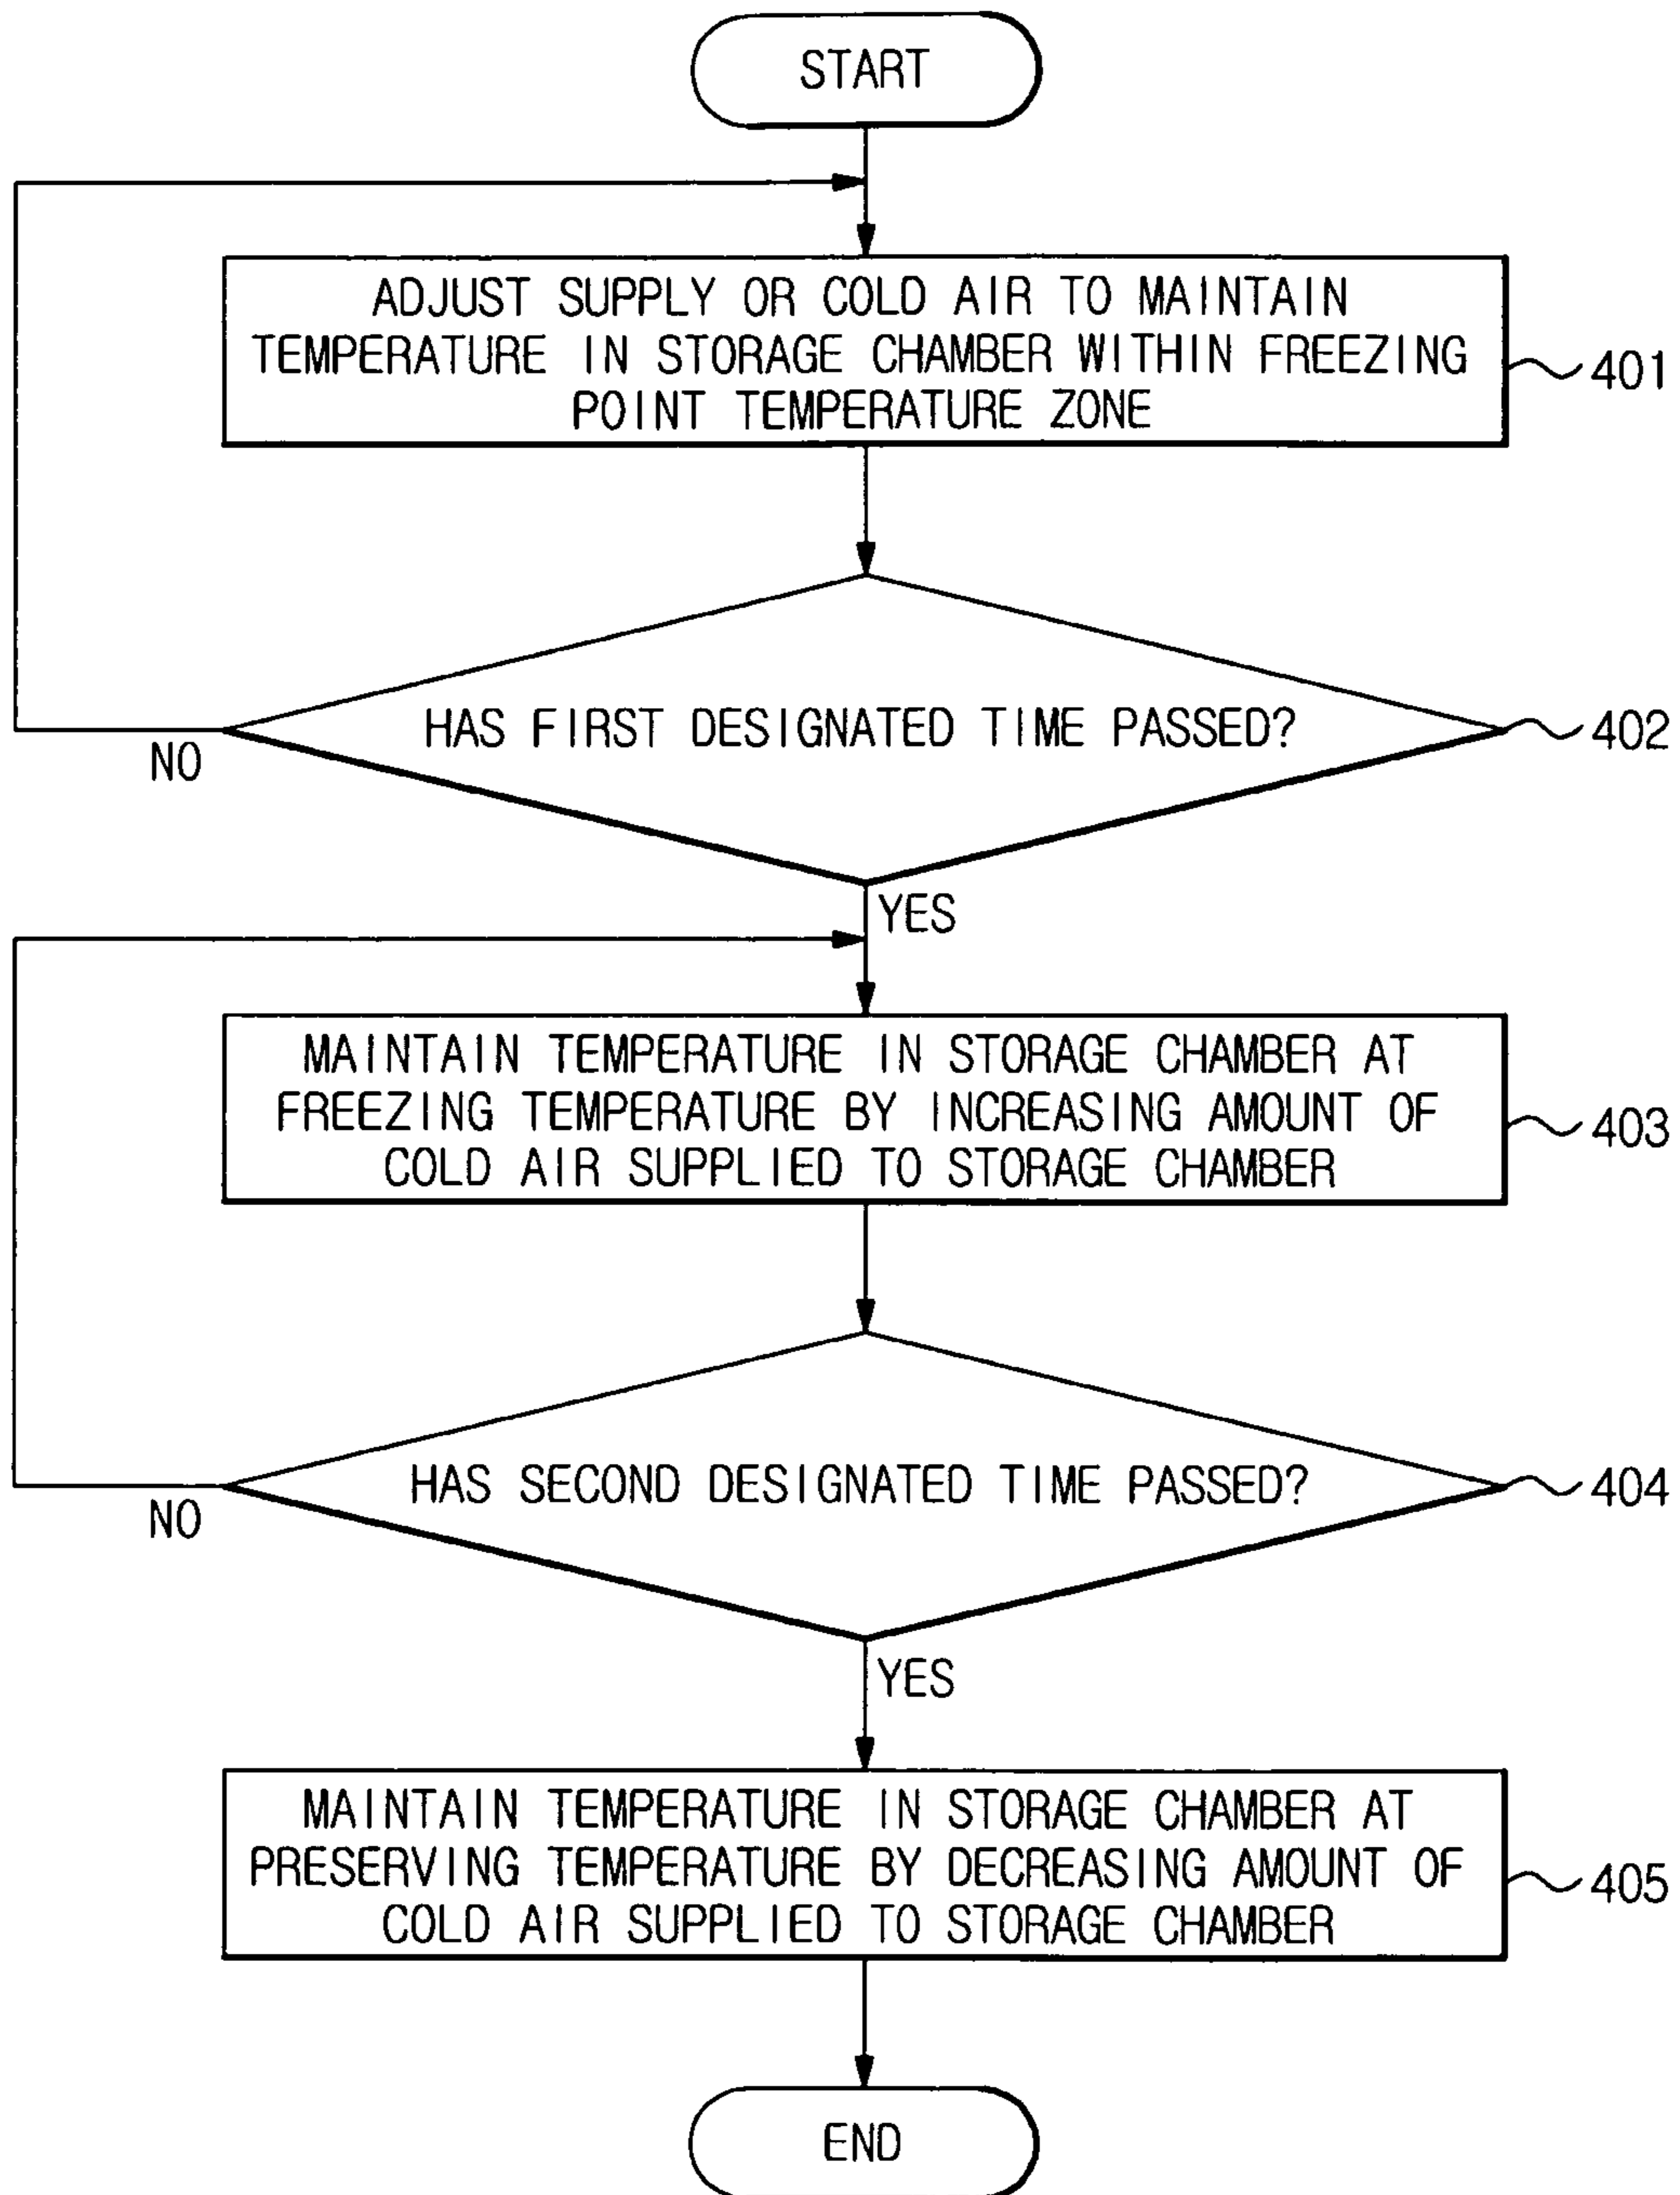 START
ADJUST SUPPLY OR COLD AIR TO MAINTAIN
TEMPERATURE IN STORAGE CHAMBER WITHIN FREEZING
POINT TEMPERATURE ZONE
401
HAS FIRST DESIGNATED TIME PASSED?
402
NO
YES
MAINTAIN TEMPERATURE IN STORAGE CHAMBER AT
FREEZING TEMPERATURE BY INCREASING AMOUNT OF
COLD AIR SUPPLIED TO STORAGE CHAMBER
403
HAS SECOND DESIGNATED TIME PASSED?
404
NO
YES
MAINTAIN TEMPERATURE IN STORAGE CHAMBER AT
PRESERVING TEMPERATURE BY DECREASING AMOUNT OF
COLD AIR SUPPLIED TO STORAGE CHAMBER
405
END